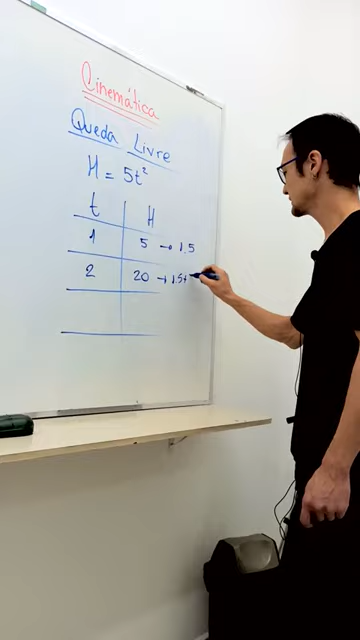 Cinemática
Queda Livre
H = 5t²
t H
1 5 → 1.5
2 20 → 1.5+